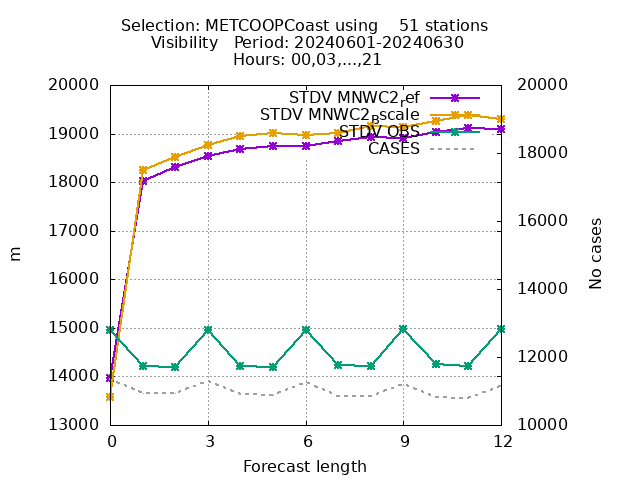 Selection: METCOOPCoast using    51 stations
Visibility   Period: 20240601-20240630
Hours: 00,03,...,21
20000 20000
STDV MNWC2ref
STDV MNWC2Bscale
19000 STDV OBS
CASES 18000
18000
17000
16000
16000
m No cases
14000
15000
14000 12000
13000 10000
0 3 6 9 12
Forecast length